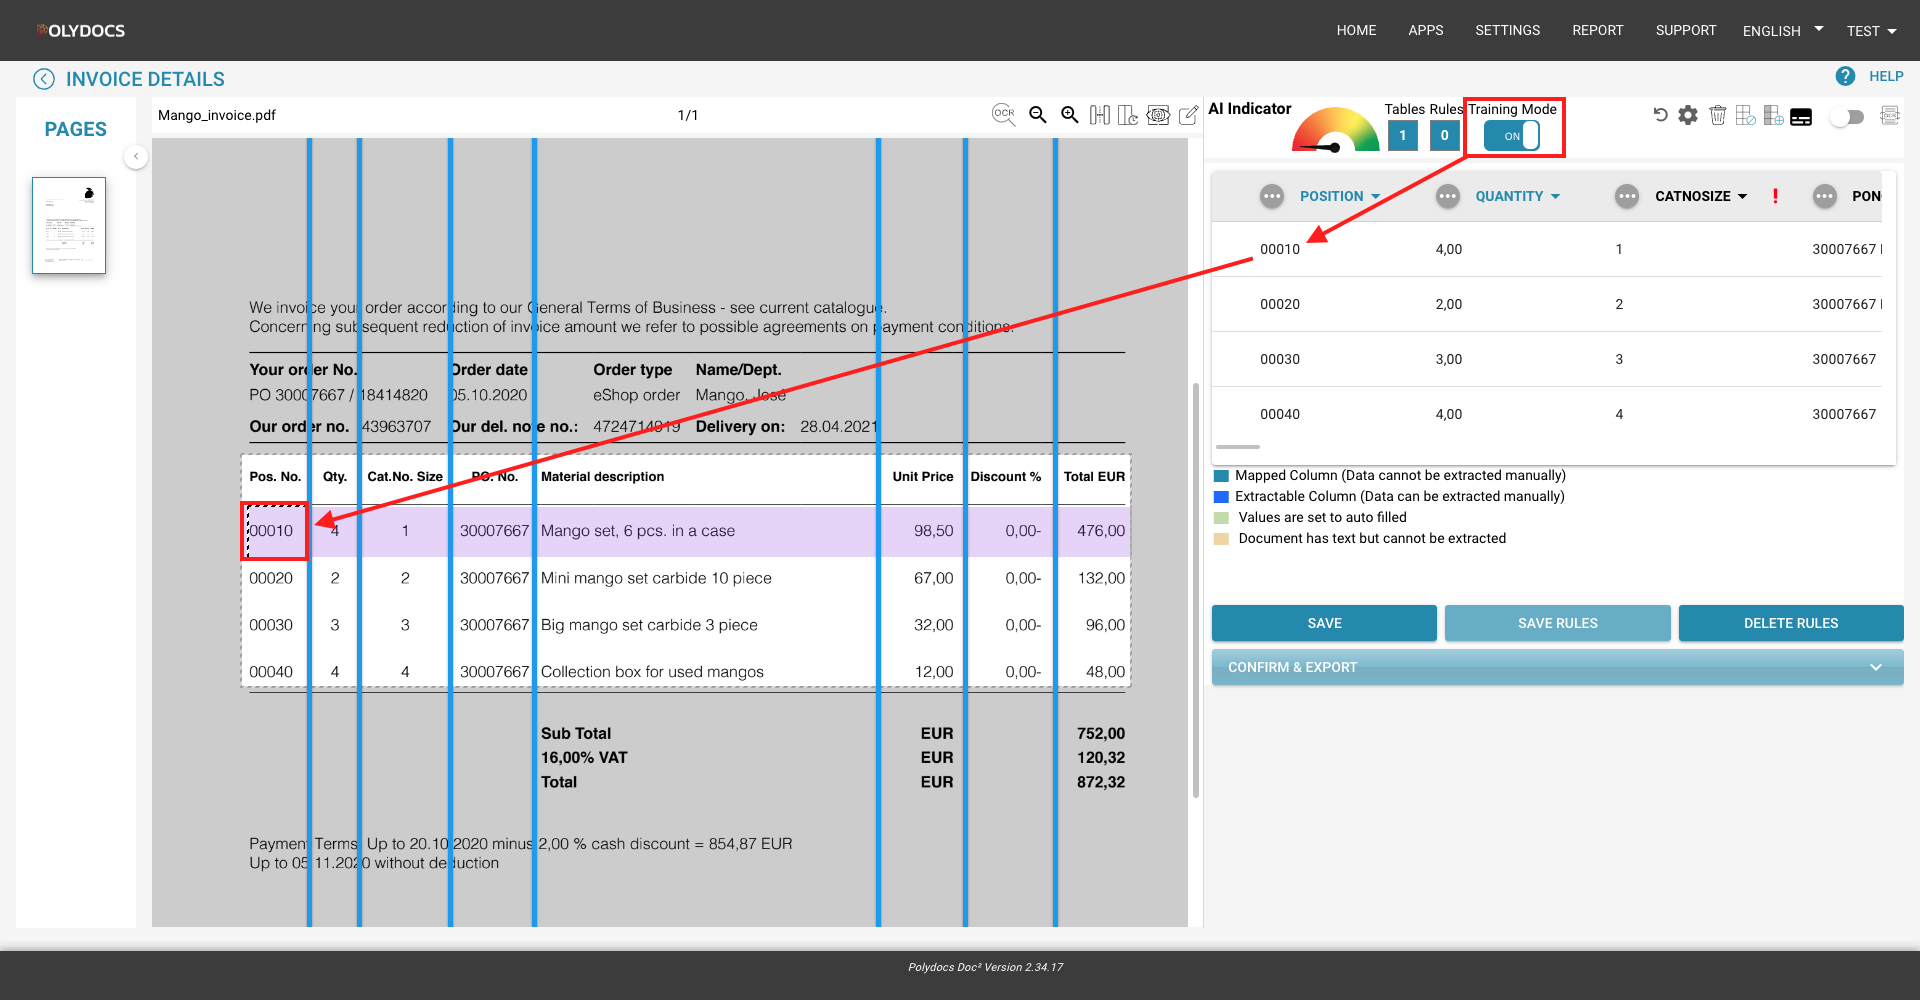 POLYDOCS
HOME APPS SETTINGS REPORT SUPPORT ENGLISH TEST
INVOICE DETAILS
HELP
PAGES
Mango_invoice.pdf 1/1
OCR
AI Indicator
Tables Rules Training Mode
1 0 ON
We invoice your order according to our General Terms of Business - see current catalogue.
Concerning subsequent reduction of invoice amount we refer to possible agreements on payment conditions.
Your order No. Order date Order type Name/Dept.
PO 30007667 / 18414820 05.10.2020 eShop order Mango, José
Our order no. 43963707 Our del. note no.: 4724714919 Delivery on: 28.04.2021
Pos. No. Qty. Cat.No. Size PO. No. Material description Unit Price Discount % Total EUR
00010 4 1 30007667 Mango set, 6 pcs. in a case 98,50 0,00- 476,00
00020 2 2 30007667 Mini mango set carbide 10 piece 67,00 0,00- 132,00
00030 3 3 30007667 Big mango set carbide 3 piece 32,00 0,00- 96,00
00040 4 4 30007667 Collection box for used mangos 12,00 0,00- 48,00
Sub Total EUR 752,00
16,00% VAT EUR 120,32
Total EUR 872,32
Payment Terms: Up to 20.10.2020 minus 2,00 % cash discount = 854,87 EUR
Up to 05.11.2020 without deduction
POSITION QUANTITY CATNOSIZE ! PON
00010 4,00 1 30007667
00020 2,00 2 30007667
00030 3,00 3 30007667
00040 4,00 4 30007667
Mapped Column (Data cannot be extracted manually)
Extractable Column (Data can be extracted manually)
Values are set to auto filled
Document has text but cannot be extracted
SAVE SAVE RULES DELETE RULES
CONFIRM & EXPORT
Polydocs Doc² Version 2.34.17